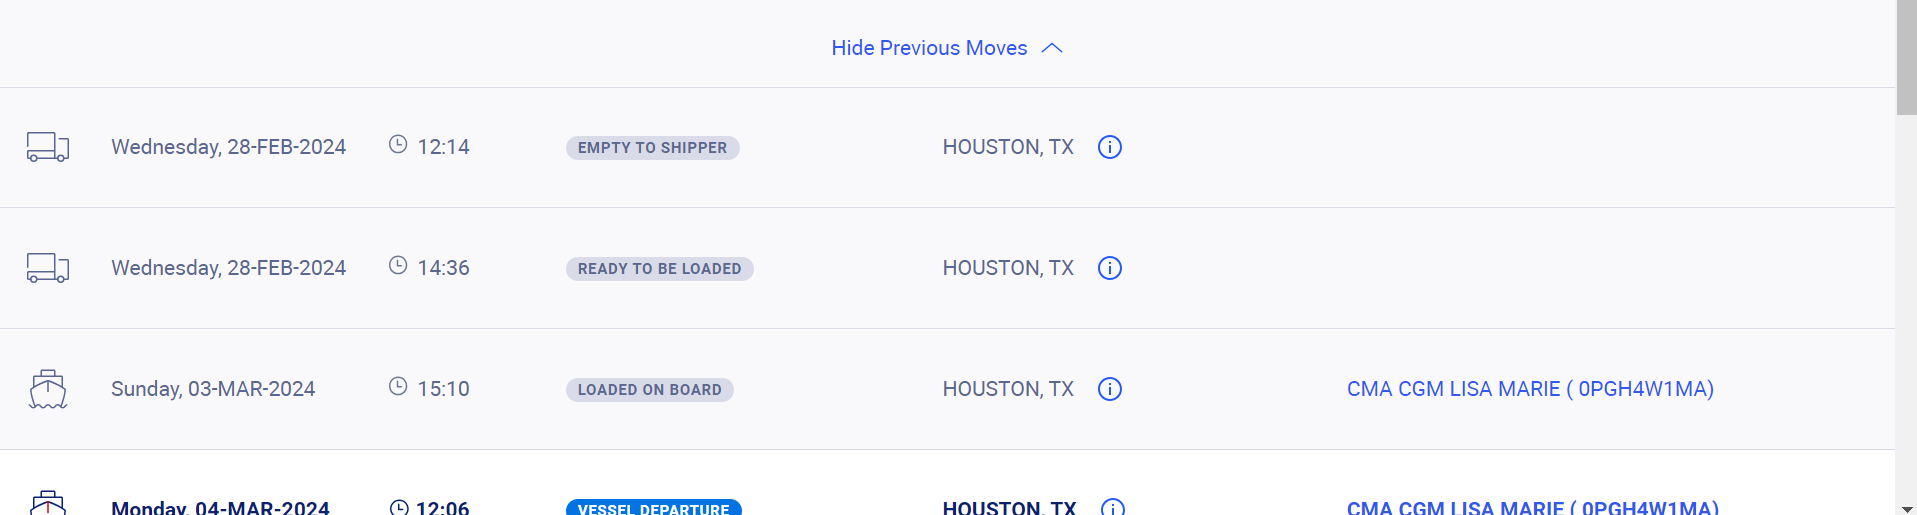 Hide Previous Moves
Wednesday, 28-FEB-2024 12:14 EMPTY TO SHIPPER HOUSTON, TX
Wednesday, 28-FEB-2024 14:36 READY TO BE LOADED HOUSTON, TX
Sunday, 03-MAR-2024 15:10 LOADED ON BOARD HOUSTON, TX CMA CGM LISA MARIE ( 0PGH4W1MA)
Monday, 04-MAR-2024 12:06 VESSEL DEPARTURE HOUSTON, TX CMA CGM LISA MARIE ( 0PGH4W1MA)